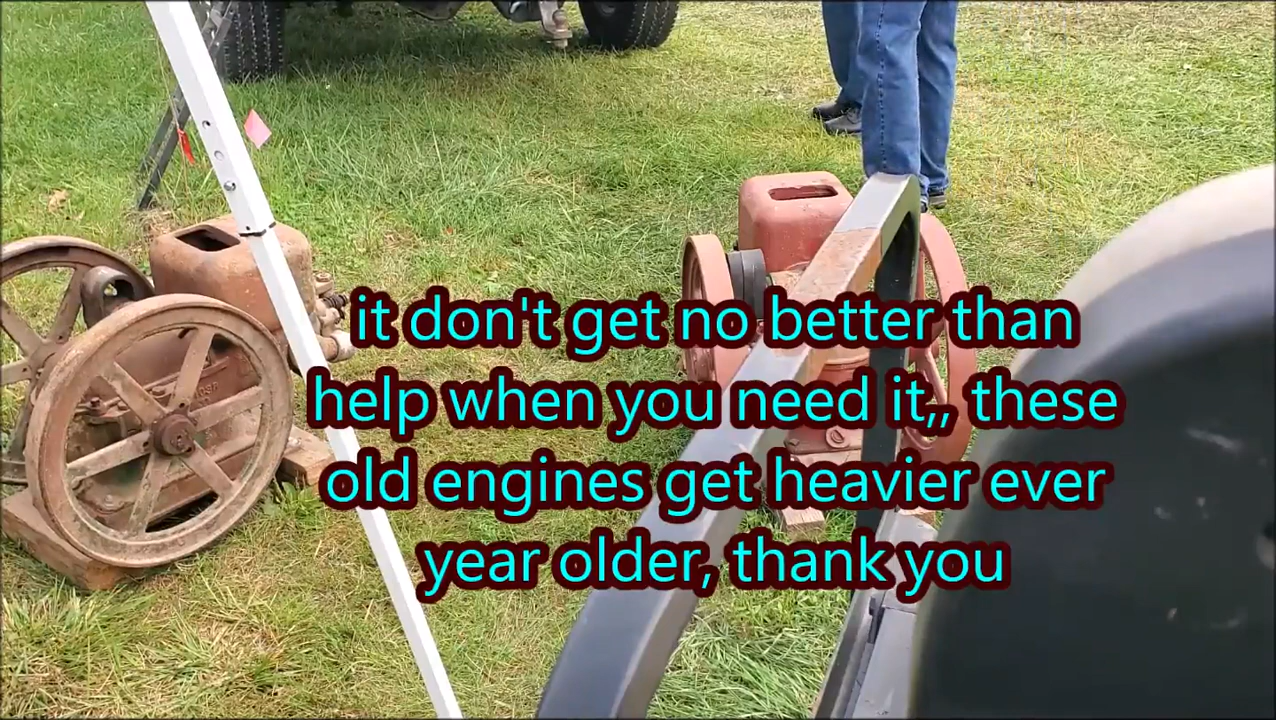 it don't get no better than
help when you need it,, these
old engines get heavier ever
year older, thank you